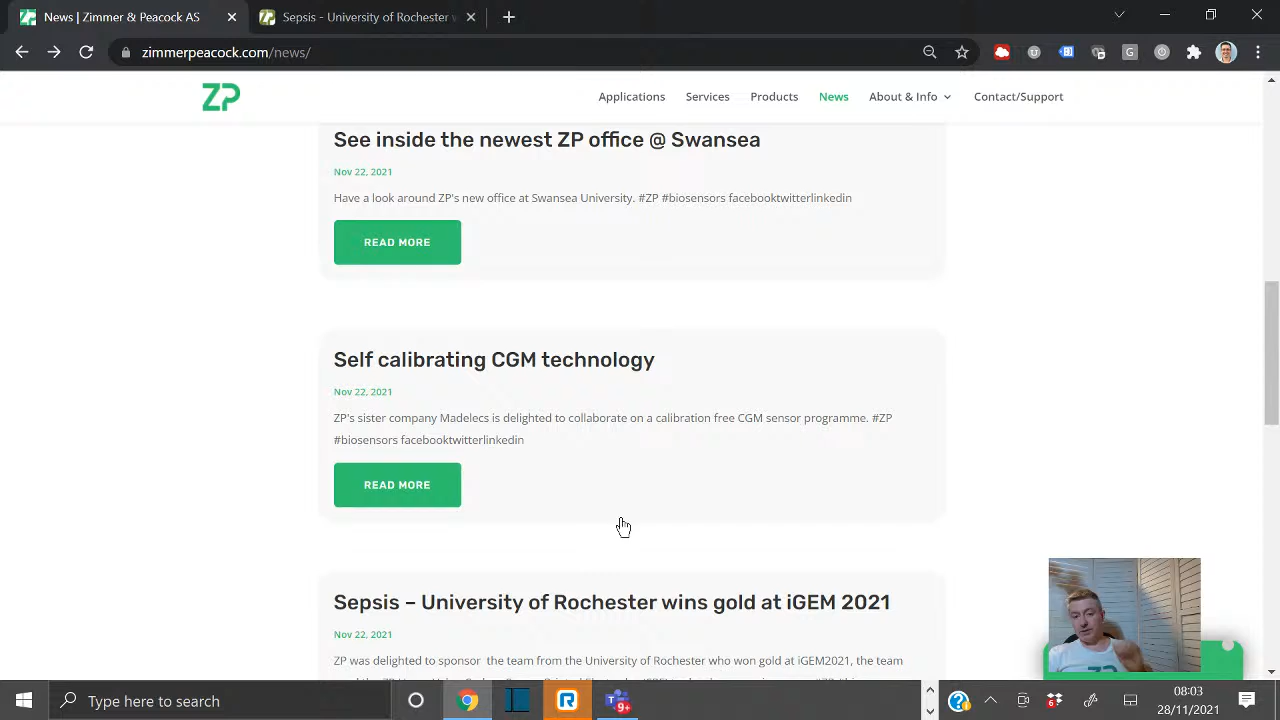 News | Zimmer & Peacock AS
Sepsis – University of Rochester w
zimmerpeacock.com/news/
ZP
Applications
Services
Products
News
About & Info
Contact/Support
See inside the newest ZP office @ Swansea
Nov 22, 2021
Have a look around ZP's new office at Swansea University. #ZP #biosensors facebooktwitterlinkedin
READ MORE
Self calibrating CGM technology
Nov 22, 2021
ZP's sister company Madelecs is delighted to collaborate on a calibration free CGM sensor programme. #ZP
#biosensors facebooktwitterlinkedin
READ MORE
Sepsis – University of Rochester wins gold at iGEM 2021
Nov 22, 2021
ZP was delighted to sponsor the team from the University of Rochester who won gold at iGEM2021, the team
Type here to search
9+
6
08:03
28/11/2021